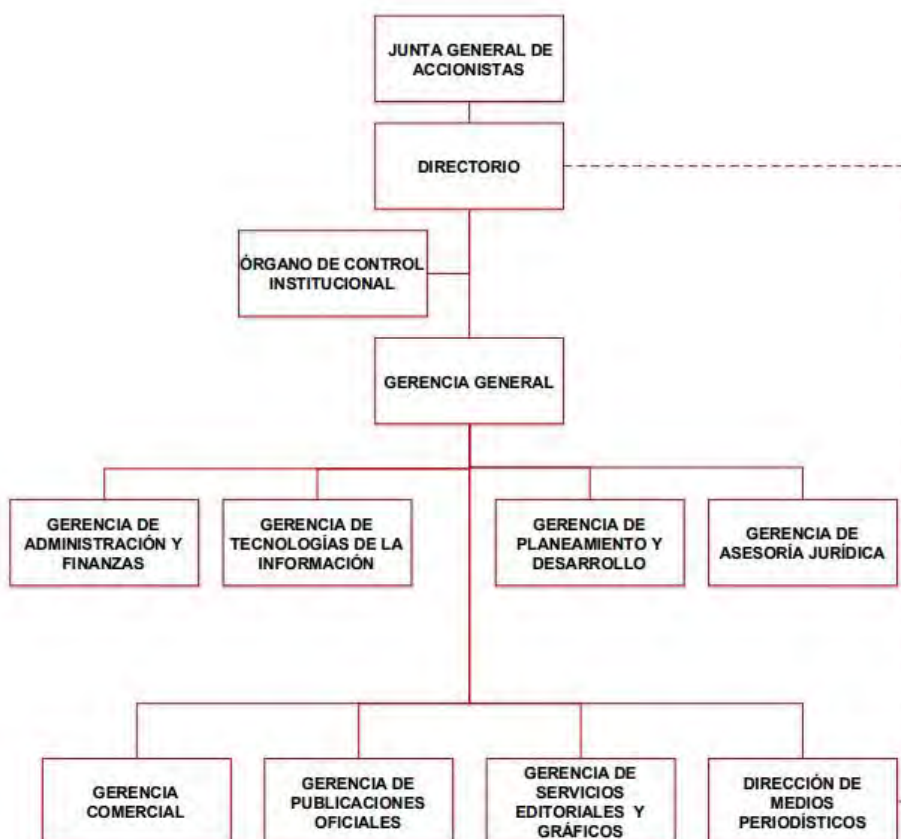 JUNTA GENERAL DE
ACCIONISTAS
DIRECTORIO
ÓRGANO DE CONTROL
INSTITUCIONAL
GERENCIA GENERAL
GERENCIA DE
ADMINISTRACIÓN Y
FINANZAS
GERENCIA DE
TECNOLOGÍAS DE LA
INFORMACIÓN
GERENCIA DE
PLANEAMIENTO Y
DESARROLLO
GERENCIA DE
ASESORÍA JURÍDICA
GERENCIA
COMERCIAL
GERENCIA DE
PUBLICACIONES
OFICIALES
GERENCIA DE
SERVICIOS
EDITORIALES Y
GRÁFICOS
DIRECCIÓN DE
MEDIOS
PERIODÍSTICOS